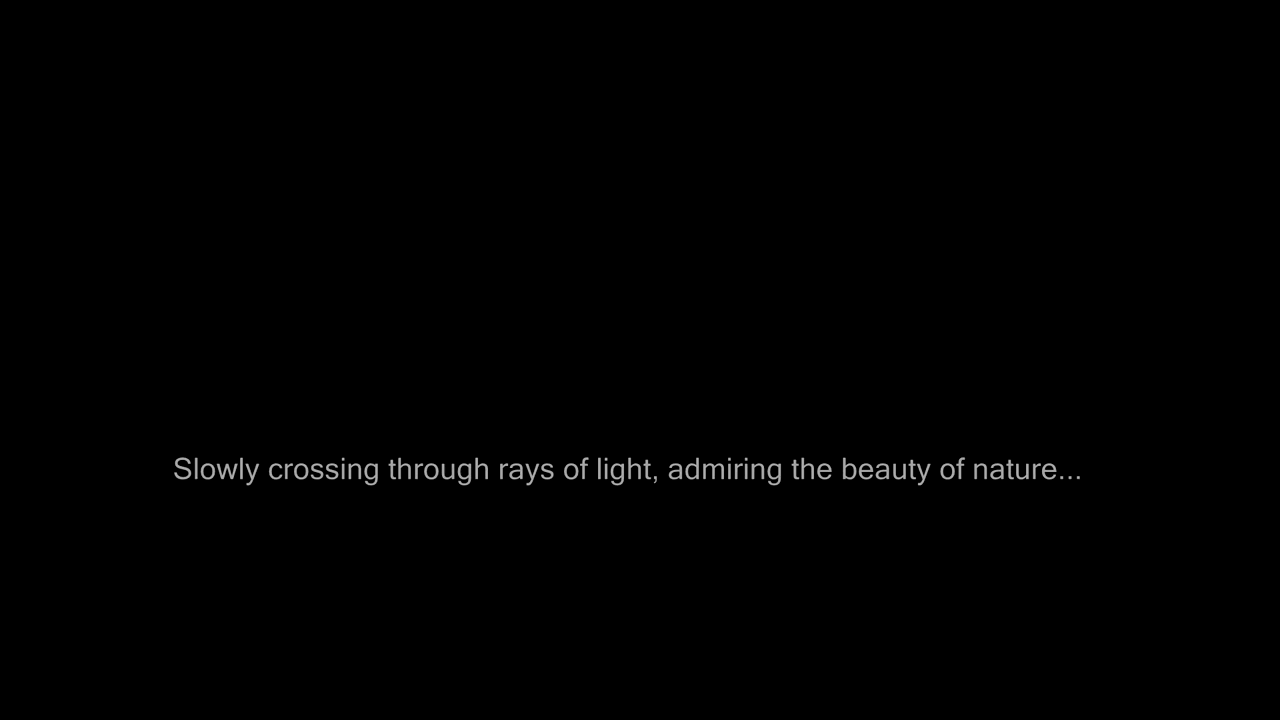 Slowly crossing through rays of light, admiring the beauty of nature...